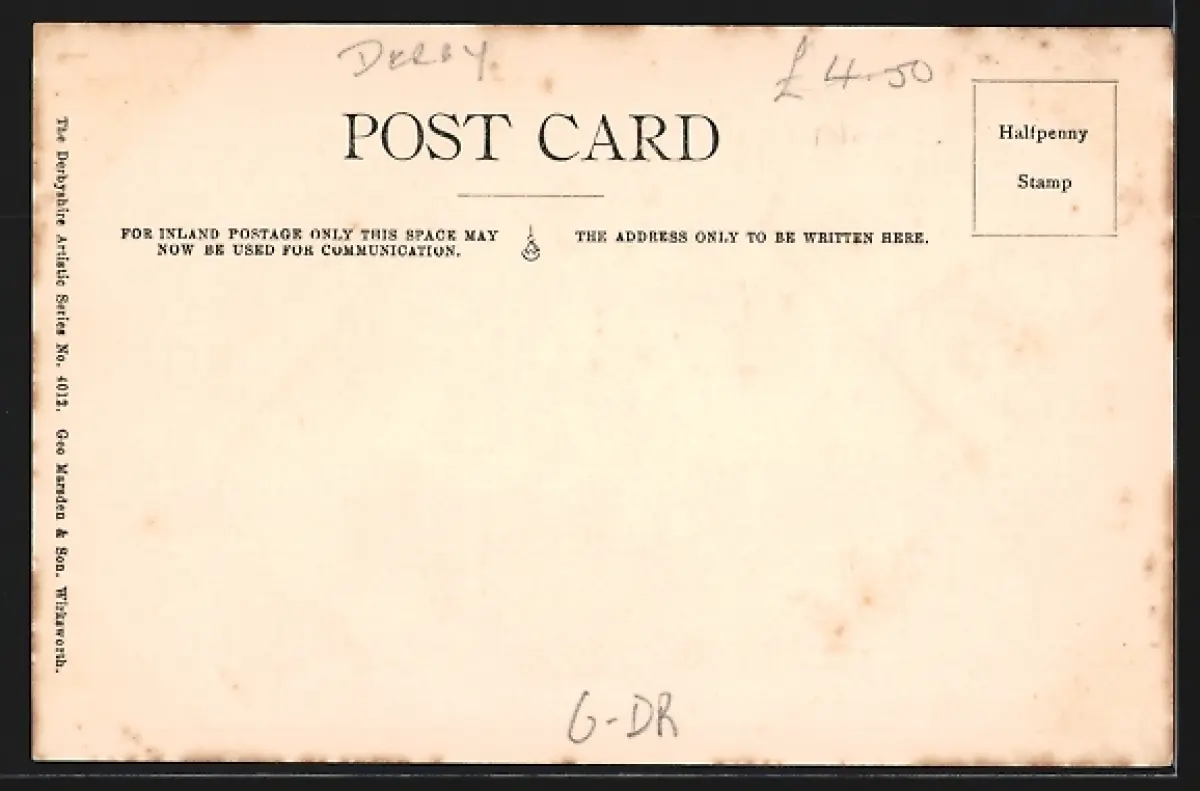 Derby
£4.50
POST CARD
Halfpenny
Stamp
FOR INLAND POSTAGE ONLY THIS SPACE MAY
NOW BE USED FOR COMMUNICATION.
THE ADDRESS ONLY TO BE WRITTEN HERE.
The Derbyshire Artistic Series No. 4012. Geo Marsden & Son. Wirksworth.
G-DR